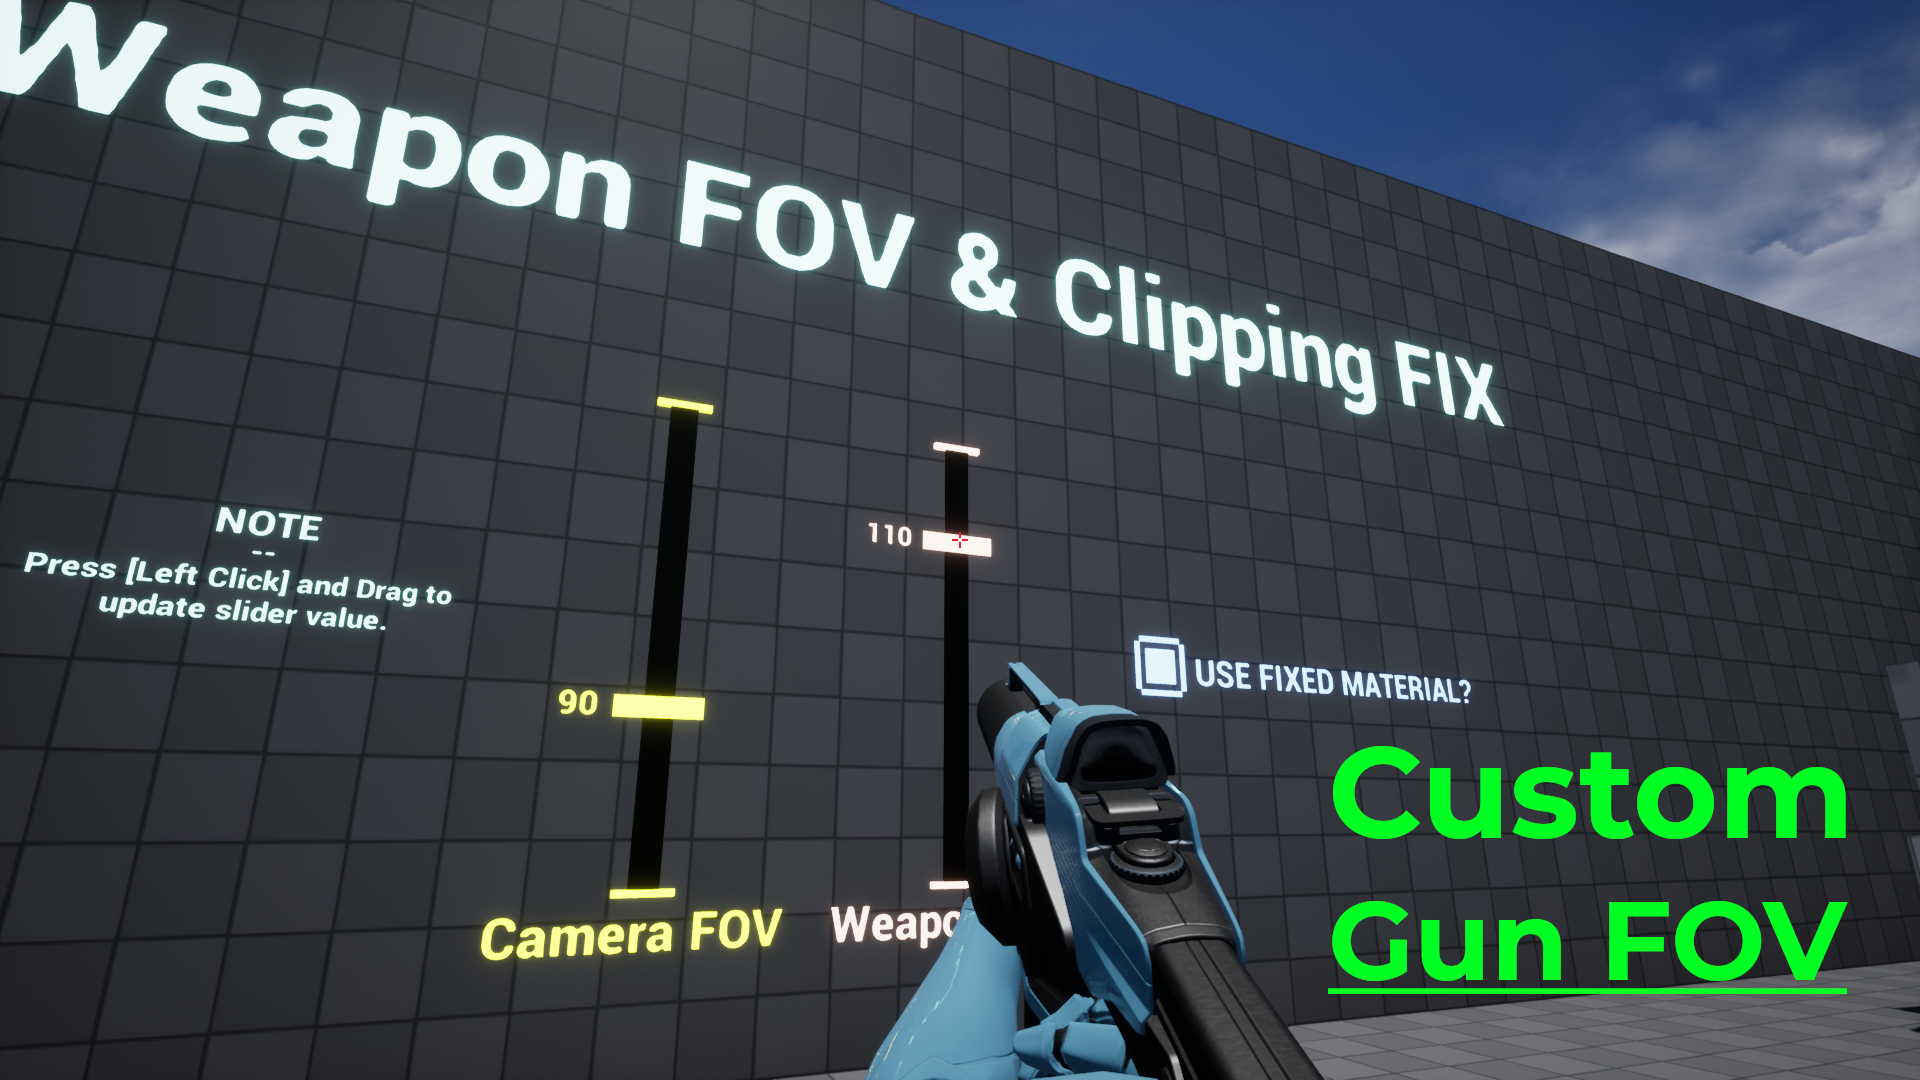 Weapon FOV & Clipping FIX
NOTE
--
Press [Left Click] and Drag to
update slider value.
110
90
USE FIXED MATERIAL?
Camera FOV
Custom
Gun FOV